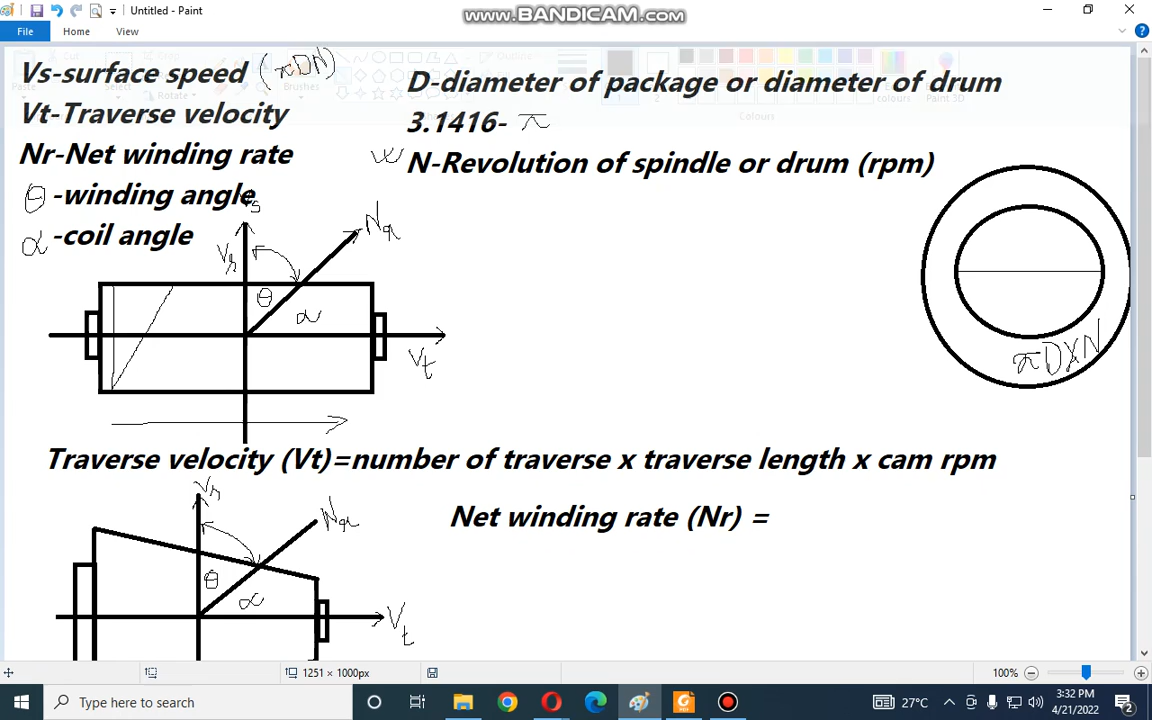 www.BANDICAM.com
Untitled - Paint
File
Home
View
Vs-surface speed (πDN)
Vt-Traverse velocity
Nr-Net winding rate
θ -winding angle
α -coil angle
D-diameter of package or diameter of drum
3.1416- π
N-Revolution of spindle or drum (rpm)
Vs
θ
α
Vt
πDXN
Traverse velocity (Vt)=number of traverse x traverse length x cam rpm
Net winding rate (Nr) =
θ
α
Vt
1251 × 1000px
100%
Type here to search
27°C
3:32 PM
4/21/2022
2